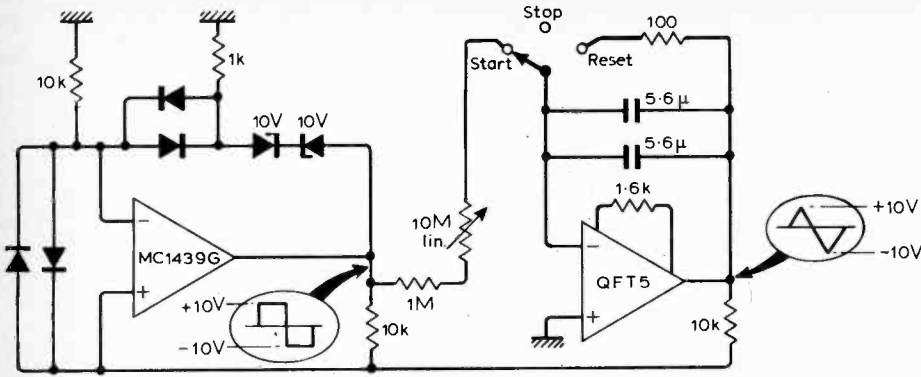 Stop
100
Start
Reset
10k
1k
10V
10V
5·6μ
5·6μ
1·6k
10M
lin.
−
MC1439G
+
−
QFT5
+
+10V
−10V
1M
10k
+10V
−10V
10k